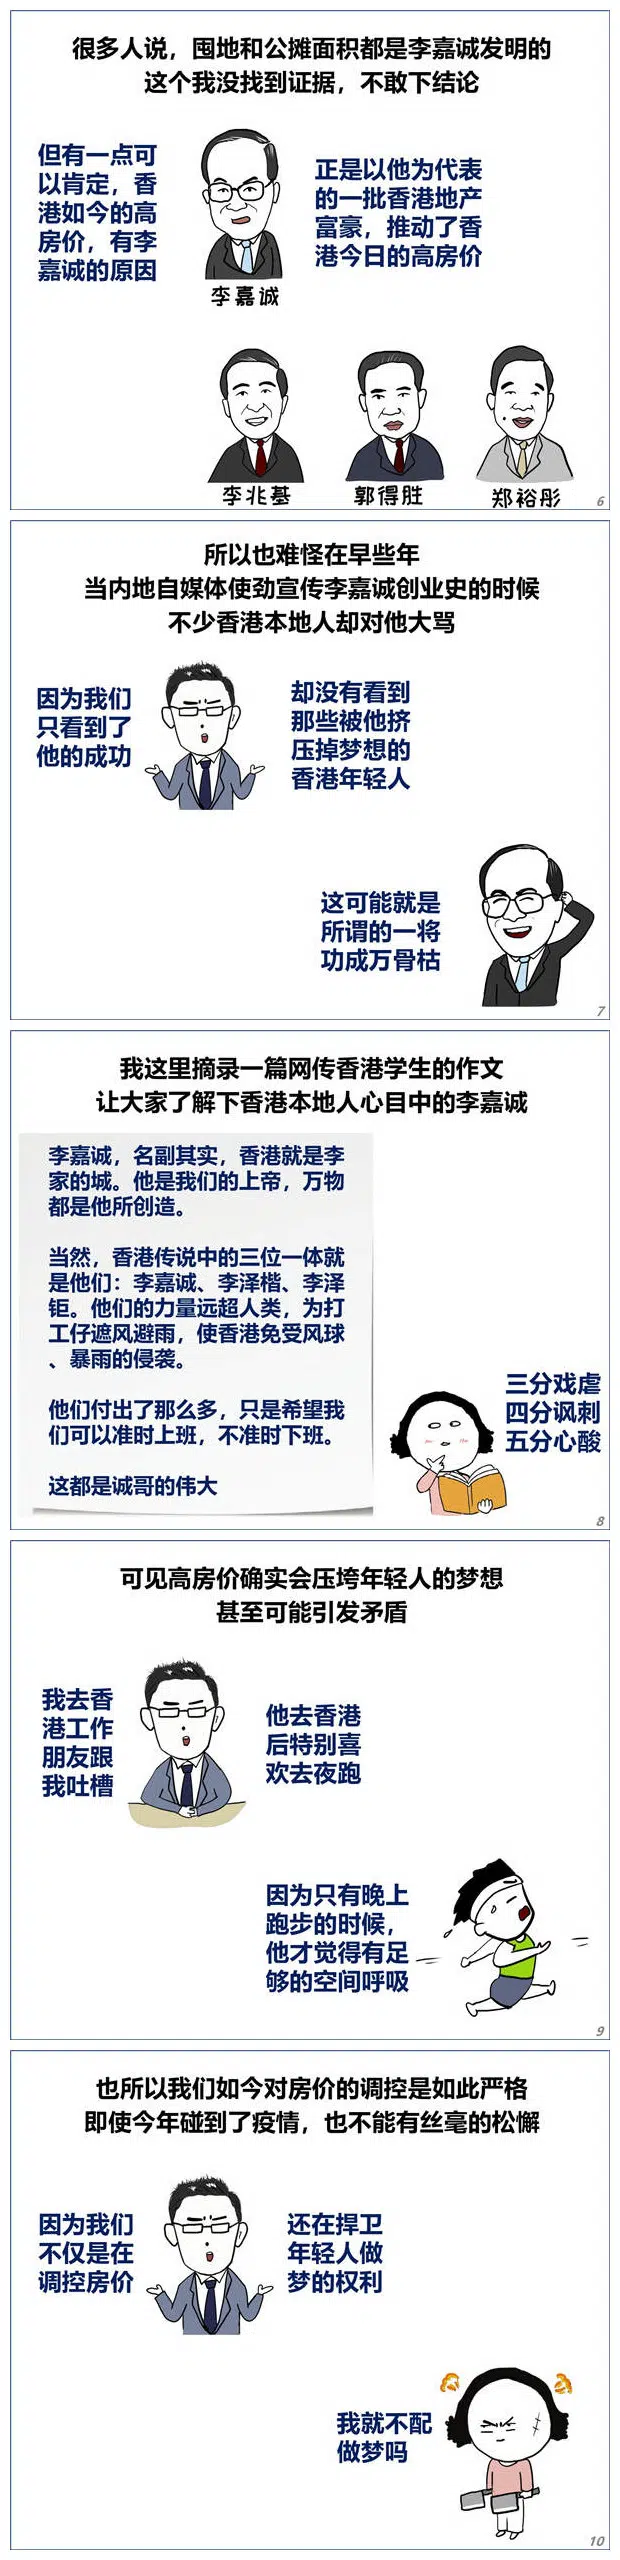 很多人说，囤地和公摊面积都是李嘉诚发明的
这个我没找到证据，不敢下结论
但有一点可
以肯定，香
港如今的高
房价，有李
嘉诚的原因
正是以他为代表
的一批香港地产
富豪，推动了香
港今日的高房价
李嘉诚
李兆基
郭得胜
郑裕彤
6
所以也难怪在早些年
当内地自媒体使劲宣传李嘉诚创业史的时候
不少香港本地人却对他大骂
因为我们
只看到了
他的成功
却没有看到
那些被他挤
压掉梦想的
香港年轻人
这可能就是
所谓的一将
功成万骨枯
7
我这里摘录一篇网传香港学生的作文
让大家了解下香港本地人心目中的李嘉诚
李嘉诚，名副其实，香港就是李
家的城。他是我们的上帝，万物
都是他所创造。
当然，香港传说中的三位一体就
是他们：李嘉诚、李泽楷、李泽
钜。他们的力量远超人类，为打
工仔遮风避雨，使香港免受风球
、暴雨的侵袭。
他们付出了那么多，只是希望我
们可以准时上班，不准时下班。
这都是诚哥的伟大
三分戏虐
四分讽刺
五分心酸
8
可见高房价确实会压垮年轻人的梦想
甚至可能引发矛盾
我去香
港工作
朋友跟
我吐槽
他去香港
后特别喜
欢去夜跑
因为只有晚上
跑步的时候，
他才觉得有足
够的空间呼吸
9
也所以我们如今对房价的调控是如此严格
即使今年碰到了疫情，也不能有丝毫的松懈
因为我们
不仅是在
调控房价
还在捍卫
年轻人做
梦的权利
我就不配
做梦吗
10